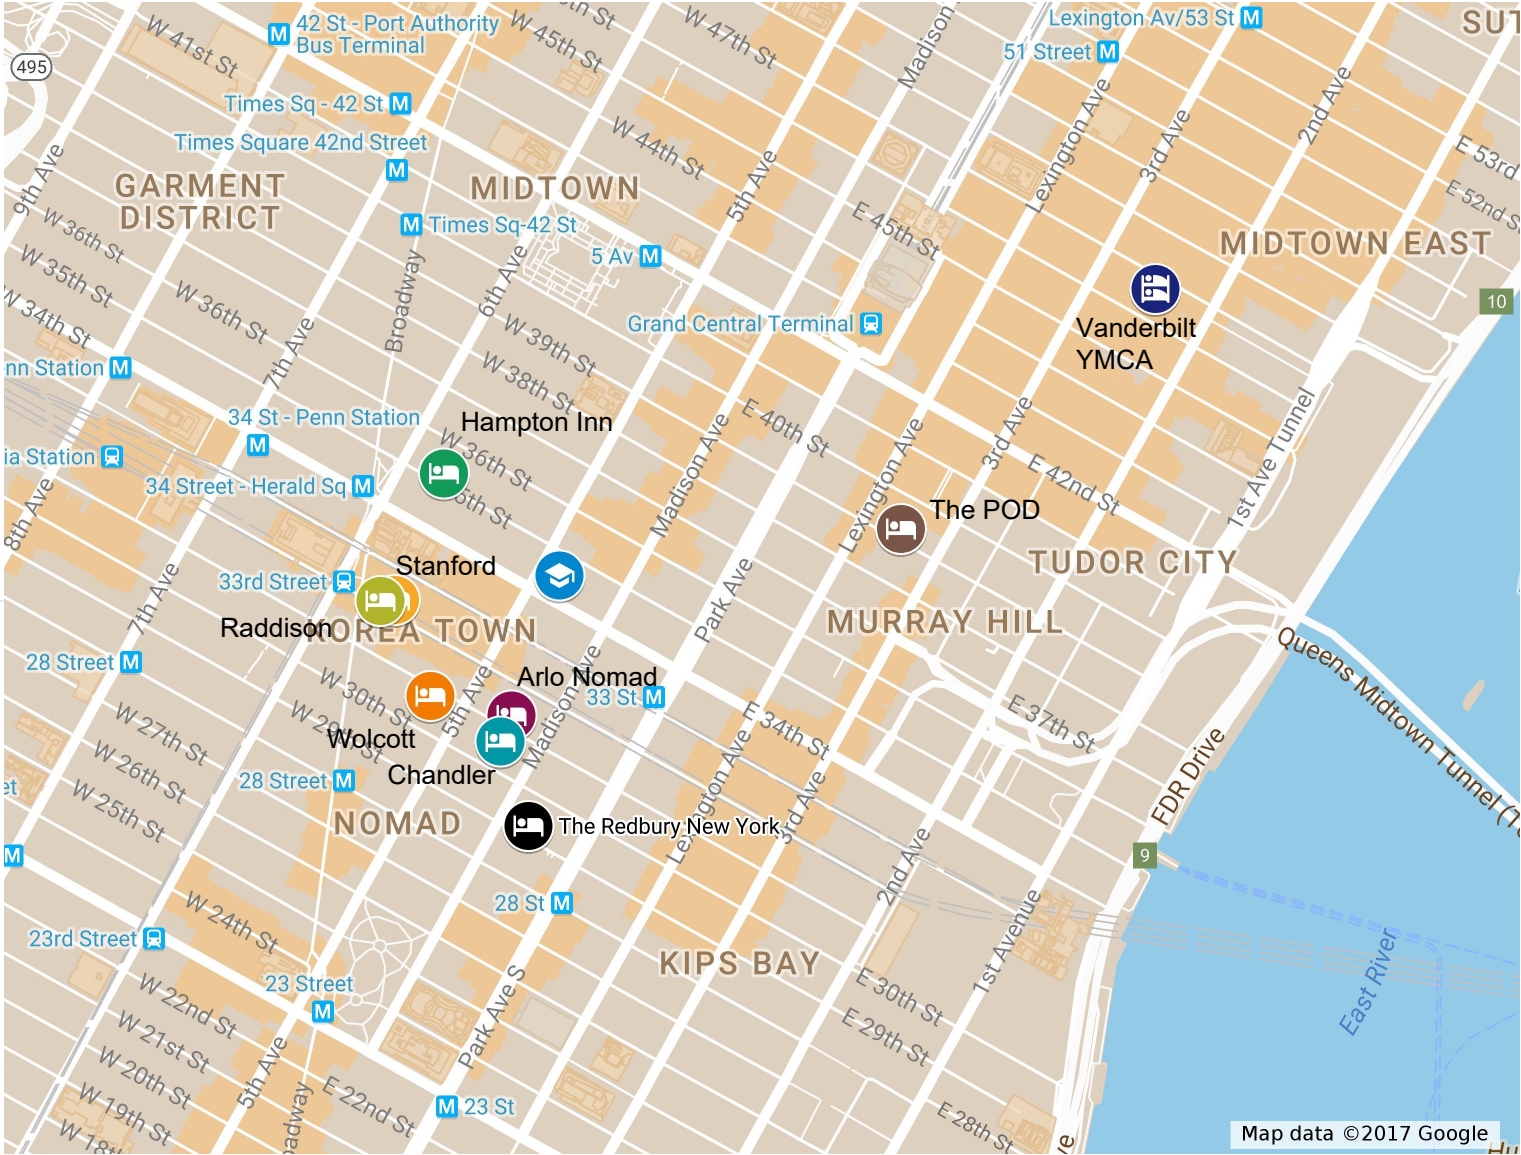 42 St - Port Authority
Bus Terminal
W 41st St
W 45th St
W 47th St
Madison
Lexington Av/53 St
51 Street
495
Times Sq - 42 St
Times Square 42nd Street
W 44th St
5th Ave
Lexington Ave
3rd Ave
2nd Ave
E 53rd
E 52nd S
9th Ave
GARMENT
DISTRICT
MIDTOWN
Times Sq-42 St
5 Av
E 45th St
MIDTOWN EAST
10
W 36th St
W 35th St
W 34th St
W 36th St
Broadway
6th Ave
7th Ave
W 39th St
W 38th St
Grand Central Terminal
Vanderbilt
YMCA
nn Station
34 St - Penn Station
Hampton Inn
W 36th St
5th St
Madison Ave
E 40th St
Lexington Ave
3rd Ave
E 42nd St
1st Ave Tunnel
ia Station
34 Street - Herald Sq
8th Ave
The POD
TUDOR CITY
33rd Street
Stanford
Raddison
KOREA TOWN
Park Ave
MURRAY HILL
Queens Midtown Tunnel (To
7th Ave
28 Street
W 30th St
5th Ave
Arlo Nomad
Madison Ave
33 St
E 34th St
E 37th St
W 27th St
W 26th St
W 25th St
Wolcott
Chandler
28 Street
et
NOMAD
The Redbury New York
Lexington Ave
3rd Ave
FDR Drive
9
2nd Ave
W 24th St
28 St
23rd Street
KIPS BAY
1st Avenue
East River
23 Street
W 22nd St
W 21st St
W 20th St
W 19th St
W 18th
5th Ave
Park Ave S
E 30th St
E 29th St
E 28th St
E 22nd St
23 St
adway
Map data ©2017 Google